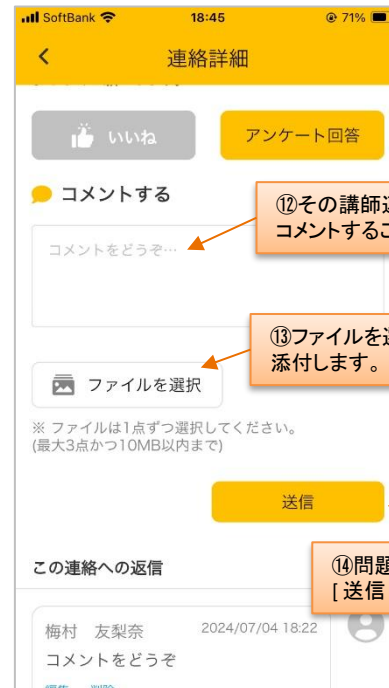 SoftBank 18:45 71%
連絡詳細
いいね
アンケート回答
コメントする
⑫その講師
コメントするこ
コメントをどうぞ…
⑬ファイルを選
添付します。
ファイルを選択
※ ファイルは1点ずつ選択してください。
(最大3点かつ10MB以内まで)
送信
この連絡への返信
⑭問題
[送信
梅村 友梨奈 2024/07/04 18:22
コメントをどうぞ